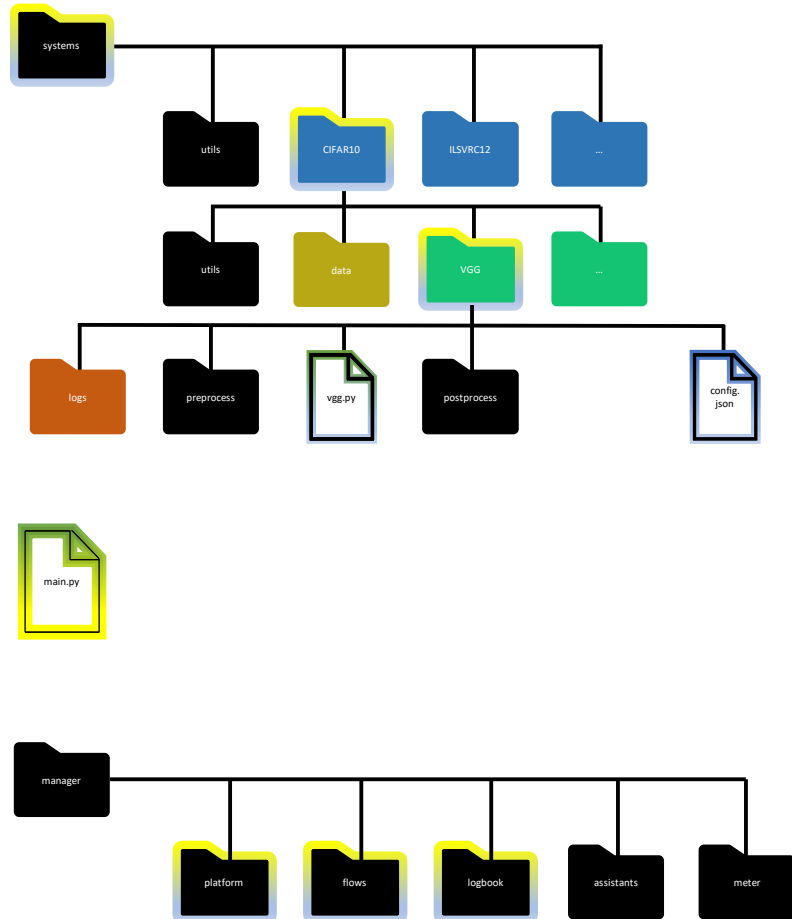 systems
utils
CIFAR10
ILSVRC12
...
utils
data
VGG
...
logs
preprocess
vgg.py
postprocess
config.
json
main.py
manager
platform
flows
logbook
assistants
meter